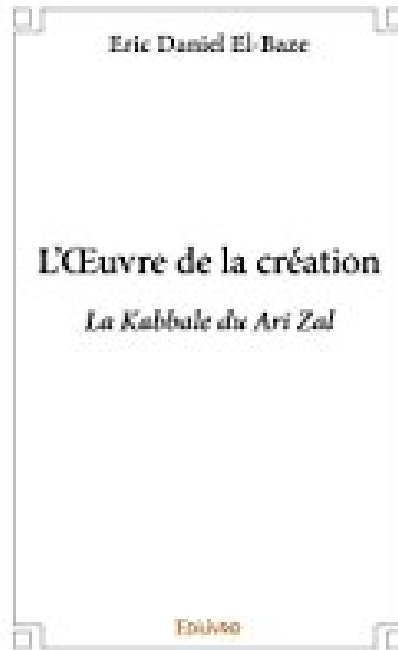 Eric Daniel El-Baze
L'Œuvre de la création
La Kabbale du Ari Zal
EDILIVRE